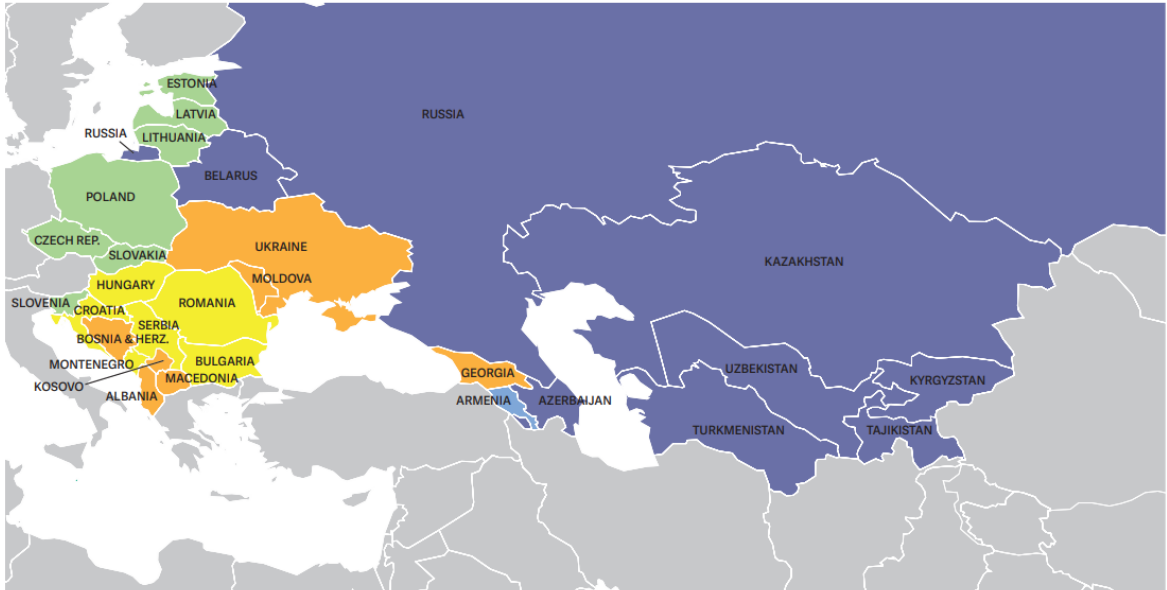 ESTONIA
LATVIA
RUSSIA
RUSSIA
LITHUANIA
BELARUS
POLAND
CZECH REP.
UKRAINE
SLOVAKIA
KAZAKHSTAN
MOLDOVA
HUNGARY
SLOVENIA
ROMANIA
CROATIA
SERBIA
BOSNIA & HERZ.
MONTENEGRO
BULGARIA
UZBEKISTAN
GEORGIA
KOSOVO
MACEDONIA
KYRGYZSTAN
ALBANIA
ARMENIA
AZERBAIJAN
TURKMENISTAN
TAJIKISTAN